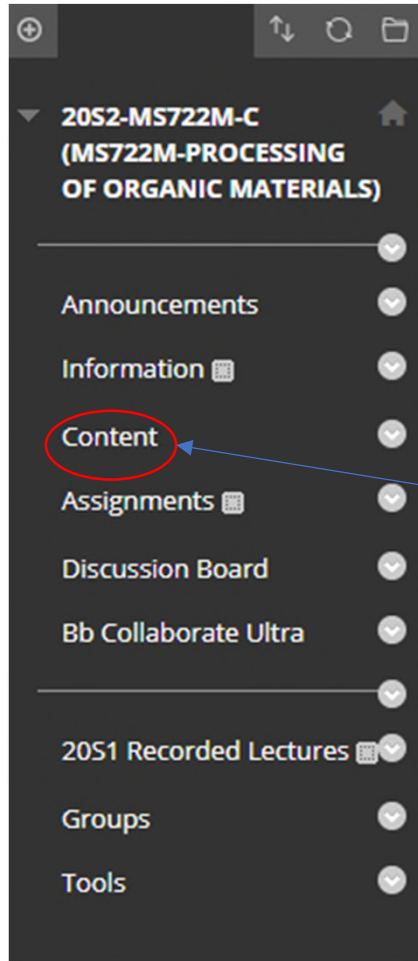 20S2-MS722M-C
(MS722M-PROCESSING
OF ORGANIC MATERIALS)
Announcements
Information
Content
Assignments
Discussion Board
Bb Collaborate Ultra
20S1 Recorded Lectures
Groups
Tools